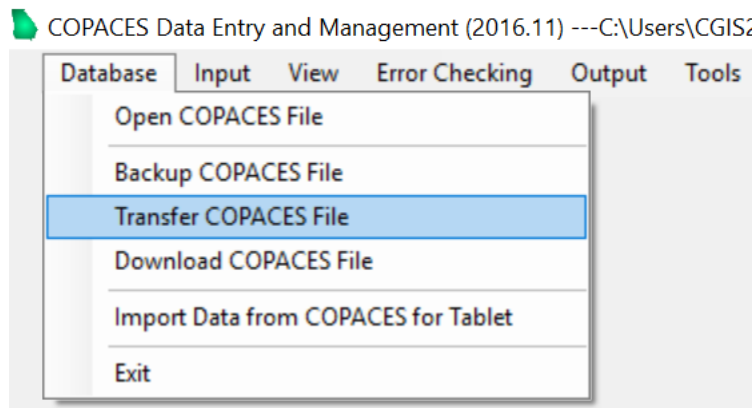 COPACES Data Entry and Management (2016.11) ---C:\Users\CGIS2
Database Input View Error Checking Output Tools
Open COPACES File
Backup COPACES File
Transfer COPACES File
Download COPACES File
Import Data from COPACES for Tablet
Exit